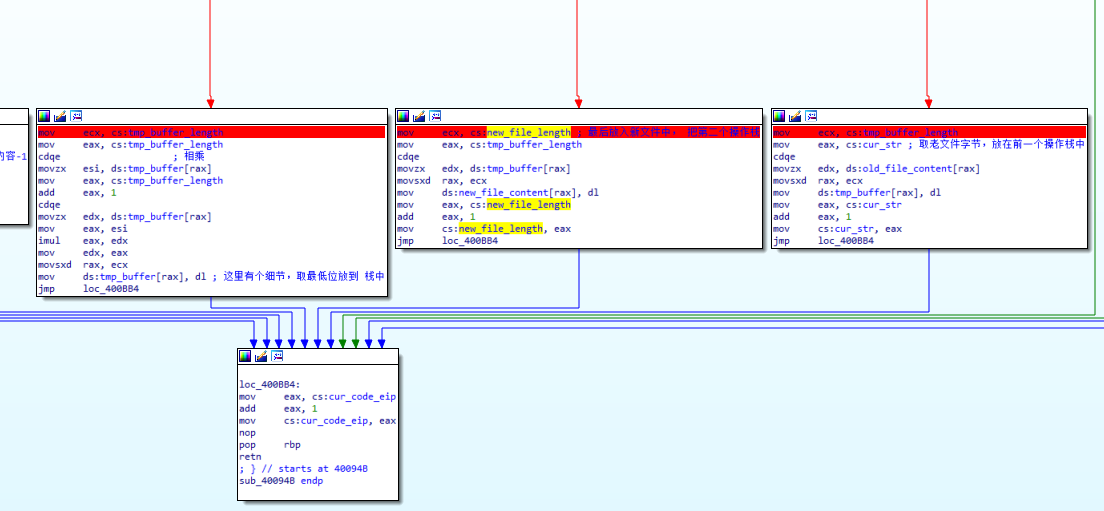 内容-1
mov ecx, cs:tmp_buffer_length
mov eax, cs:tmp_buffer_length
cdqe ; 相乘
movzx esi, ds:tmp_buffer[rax]
mov eax, cs:tmp_buffer_length
add eax, 1
cdqe
movzx edx, ds:tmp_buffer[rax]
mov eax, esi
imul eax, edx
mov edx, eax
movsxd rax, ecx
mov ds:tmp_buffer[rax], dl ; 这里有个细节，取最低位放到 栈中
jmp loc_400BB4
mov ecx, cs:new_file_length ; 最后放入新文件中， 把第二个操作栈
mov eax, cs:tmp_buffer_length
cdqe
movzx edx, ds:tmp_buffer[rax]
movsxd rax, ecx
mov ds:new_file_content[rax], dl
mov eax, cs:new_file_length
add eax, 1
mov cs:new_file_length, eax
jmp loc_400BB4
mov ecx, cs:tmp_buffer_length
mov eax, cs:cur_str ; 取老文件字节，放在前一个操作栈中
cdqe
movzx edx, ds:old_file_content[rax]
movsxd rax, ecx
mov ds:tmp_buffer[rax], dl
mov eax, cs:cur_str
add eax, 1
mov cs:cur_str, eax
jmp loc_400BB4
loc_400BB4:
mov eax, cs:cur_code_eip
add eax, 1
mov cs:cur_code_eip, eax
nop
pop rbp
retn
; } // starts at 40094B
sub_40094B endp